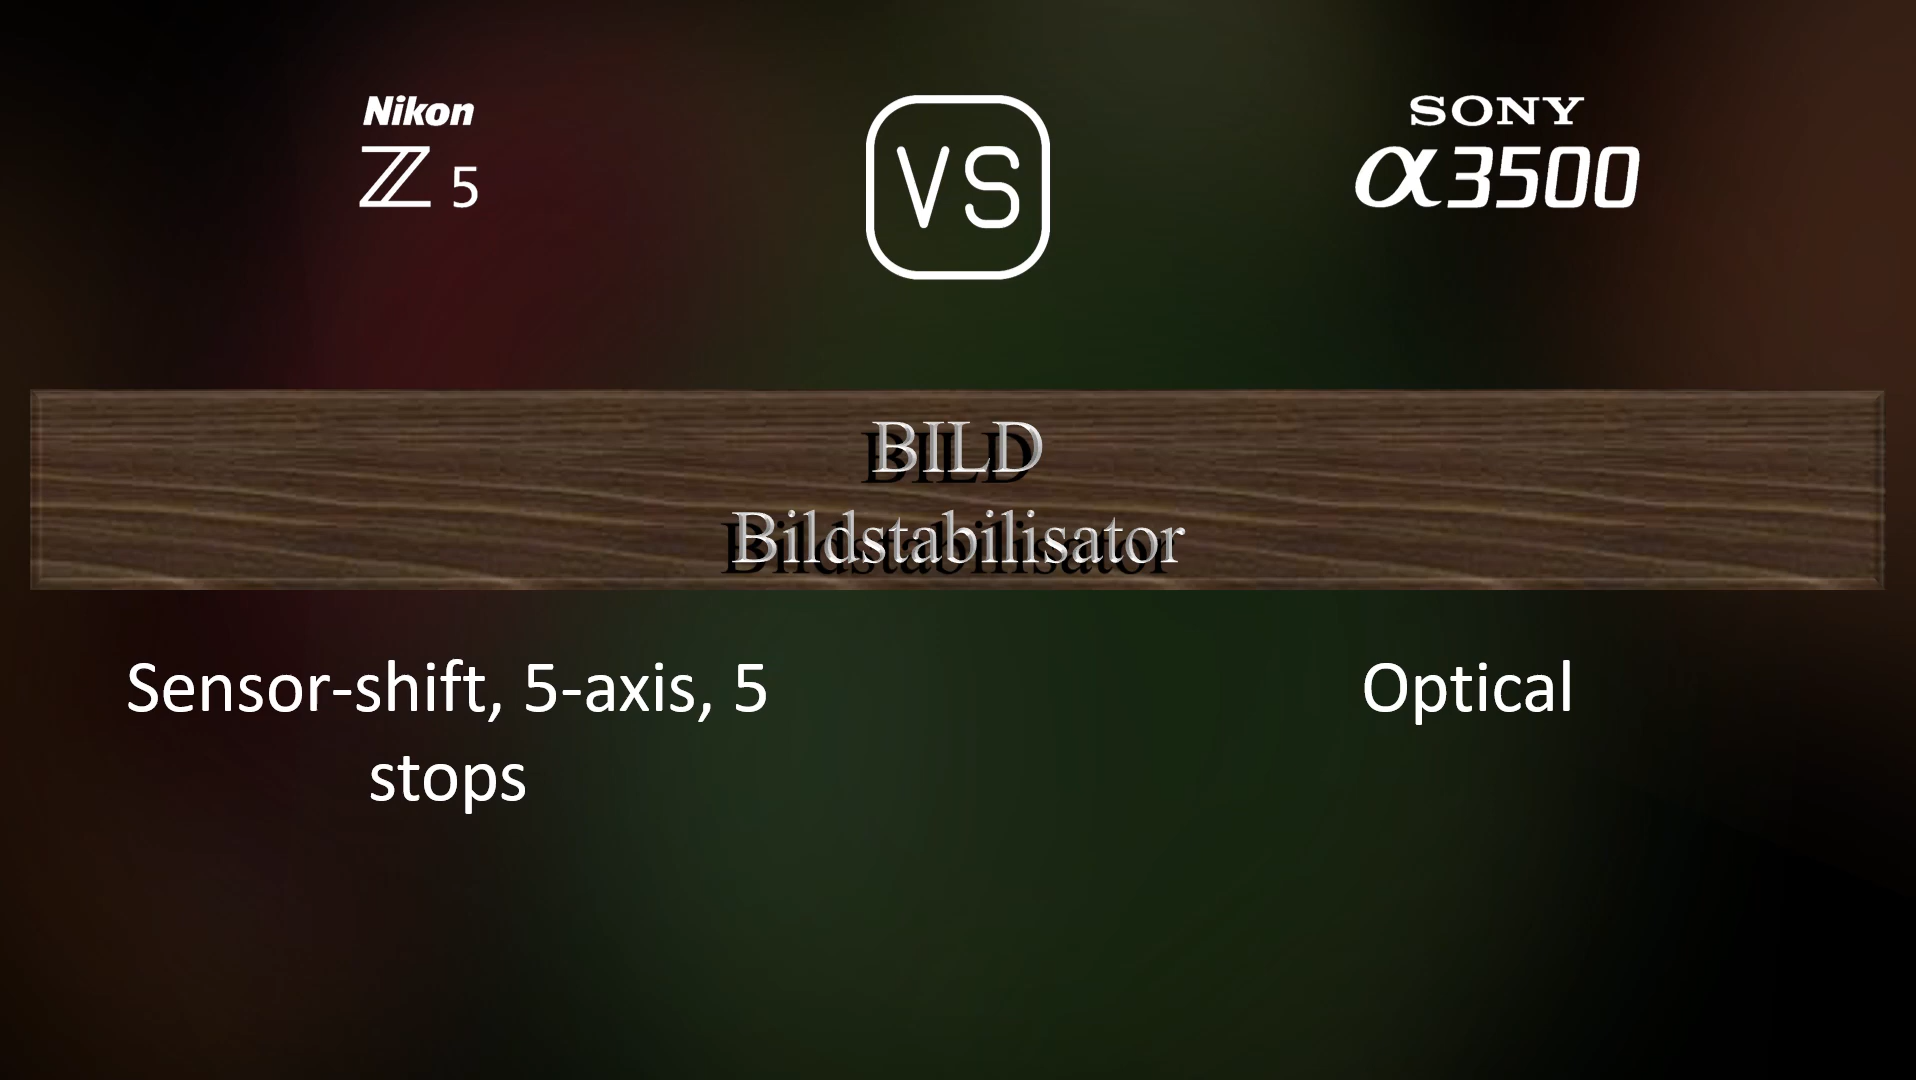 Nikon
Z 5
VS
SONY
α3500
BILD
Bildstabilisator
Sensor-shift, 5-axis, 5
stops
Optical